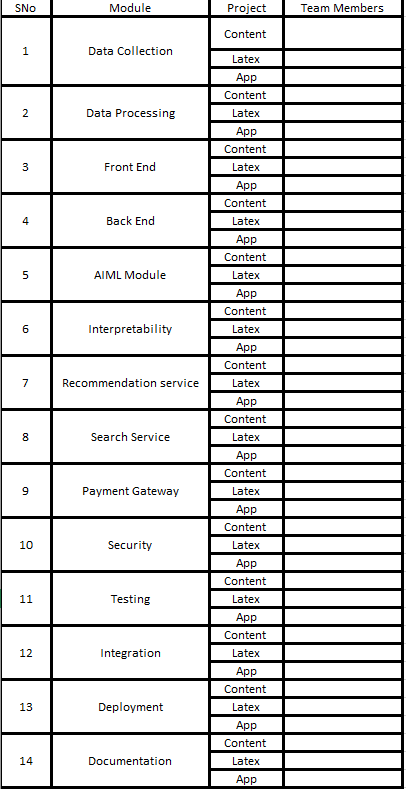 SNo Module Project Team Members
1 Data Collection Content
Latex
App
2 Data Processing Content
Latex
App
3 Front End Content
Latex
App
4 Back End Content
Latex
App
5 AIML Module Content
Latex
App
6 Interpretability Content
Latex
App
7 Recommendation service Content
Latex
App
8 Search Service Content
Latex
App
9 Payment Gateway Content
Latex
App
10 Security Content
Latex
App
11 Testing Content
Latex
App
12 Integration Content
Latex
App
13 Deployment Content
Latex
App
14 Documentation Content
Latex
App